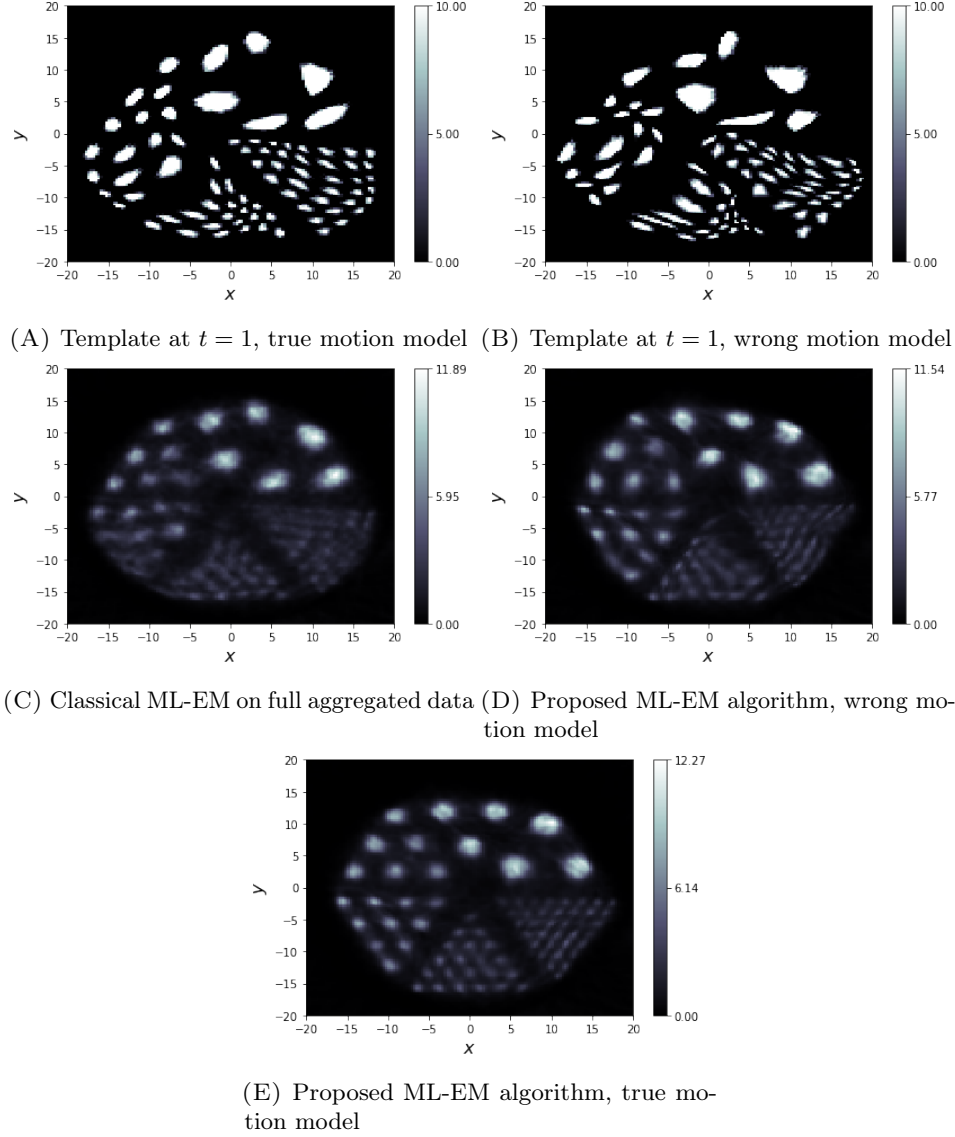 10.00
5.00
0.00
20
15
10
5
0
−5
−10
−15
−20
y
−20 −15 −10 −5 0 5 10 15 20
x
10.00
5.00
0.00
20
15
10
5
0
−5
−10
−15
−20
y
−20 −15 −10 −5 0 5 10 15 20
x
(A) Template at t = 1, true motion model
(B) Template at t = 1, wrong motion model
11.89
5.95
0.00
20
15
10
5
0
−5
−10
−15
−20
y
−20 −15 −10 −5 0 5 10 15 20
x
11.54
5.77
0.00
20
15
10
5
0
−5
−10
−15
−20
y
−20 −15 −10 −5 0 5 10 15 20
x
(C) Classical ML-EM on full aggregated data
(D) Proposed ML-EM algorithm, wrong mo-
tion model
12.27
6.14
0.00
20
15
10
5
0
−5
−10
−15
−20
y
−20 −15 −10 −5 0 5 10 15 20
x
(E) Proposed ML-EM algorithm, true mo-
tion model